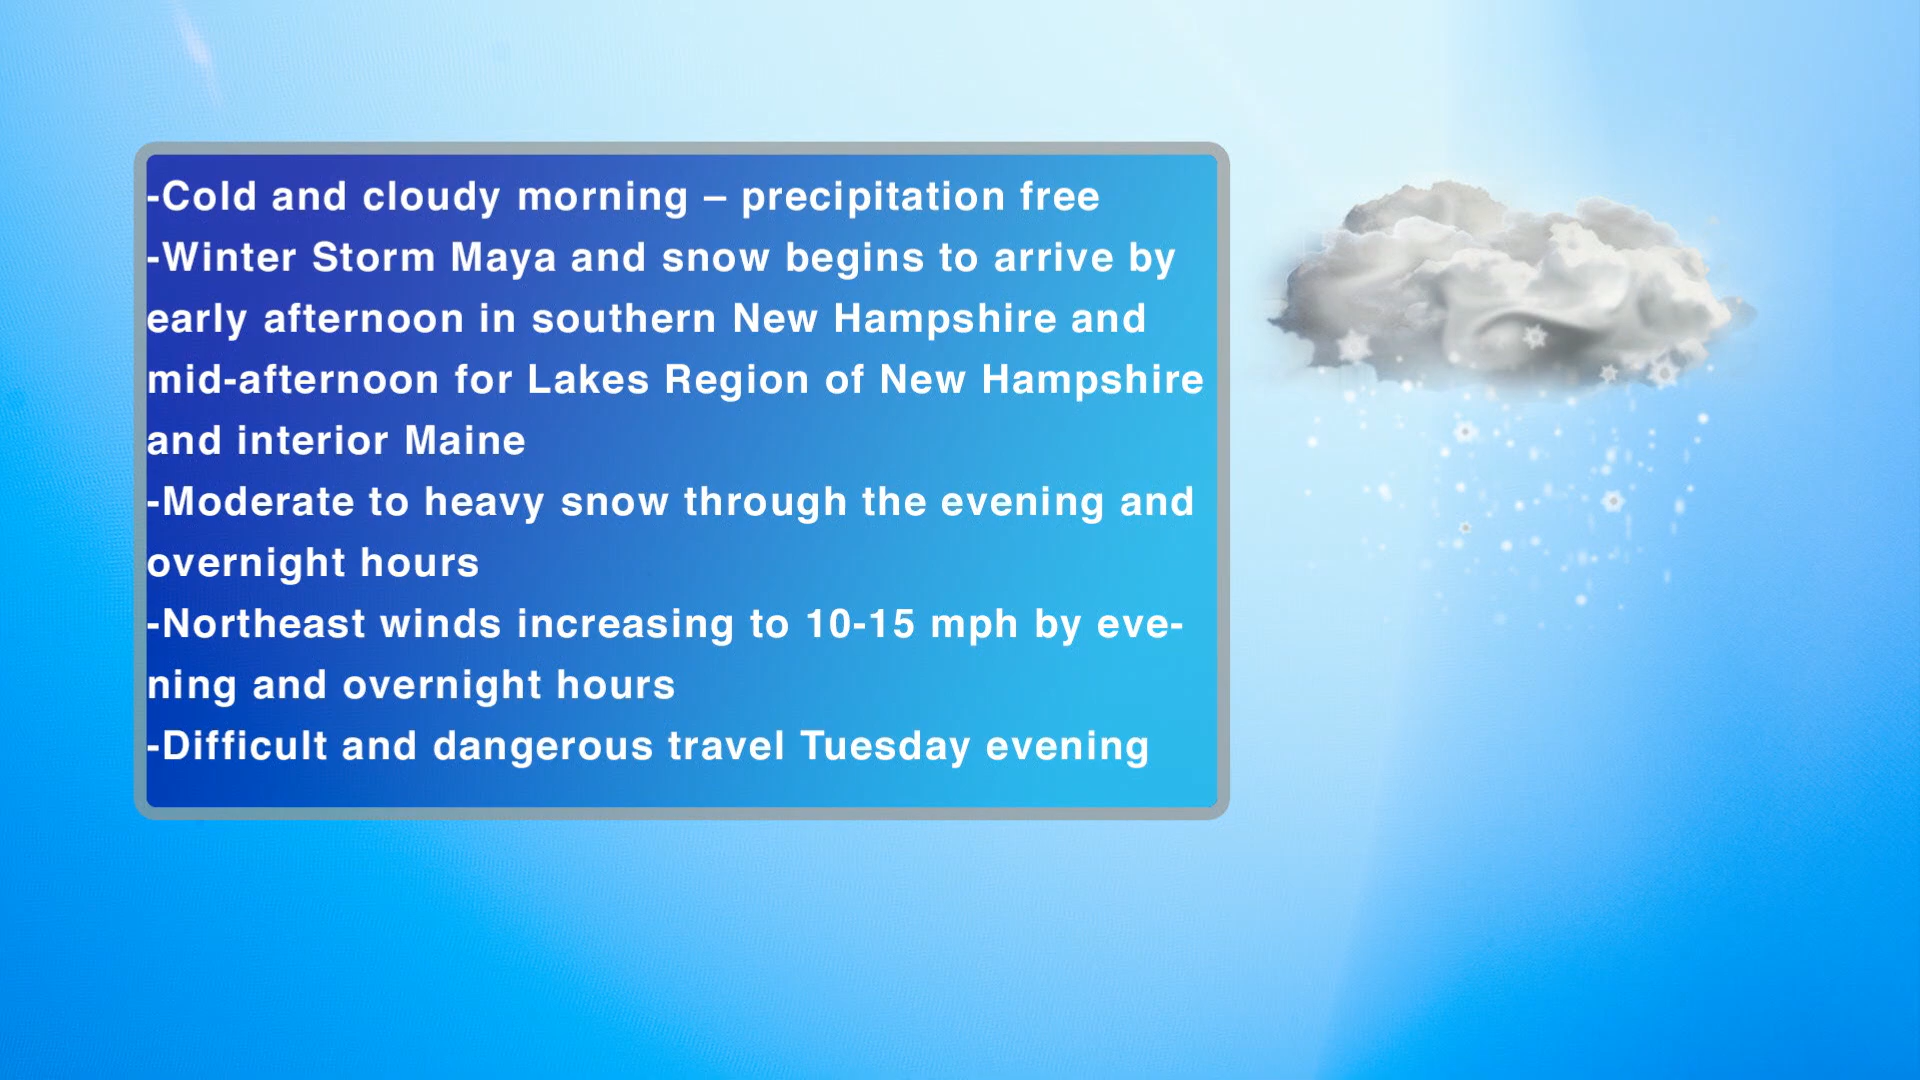 -Cold and cloudy morning – precipitation free
-Winter Storm Maya and snow begins to arrive by
early afternoon in southern New Hampshire and
mid-afternoon for Lakes Region of New Hampshire
and interior Maine
-Moderate to heavy snow through the evening and
overnight hours
-Northeast winds increasing to 10-15 mph by eve-
ning and overnight hours
-Difficult and dangerous travel Tuesday evening